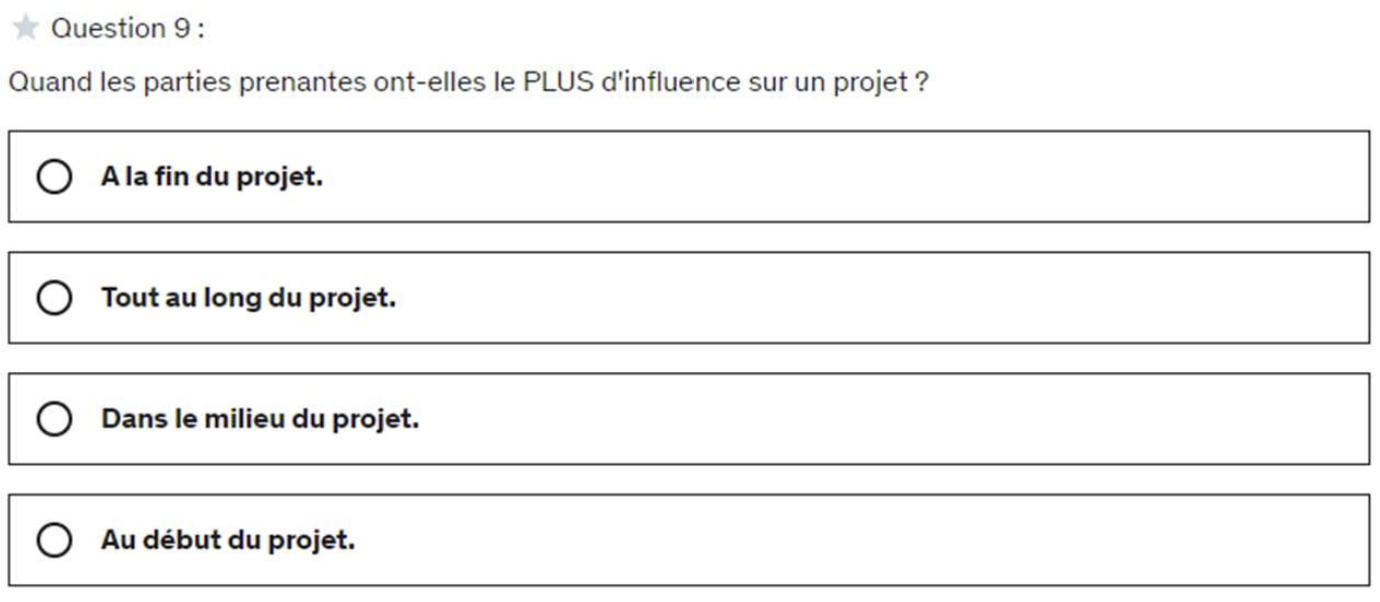 Question 9 :
Quand les parties prenantes ont-elles le PLUS d'influence sur un projet ?
A la fin du projet.
Tout au long du projet.
Dans le milieu du projet.
Au début du projet.